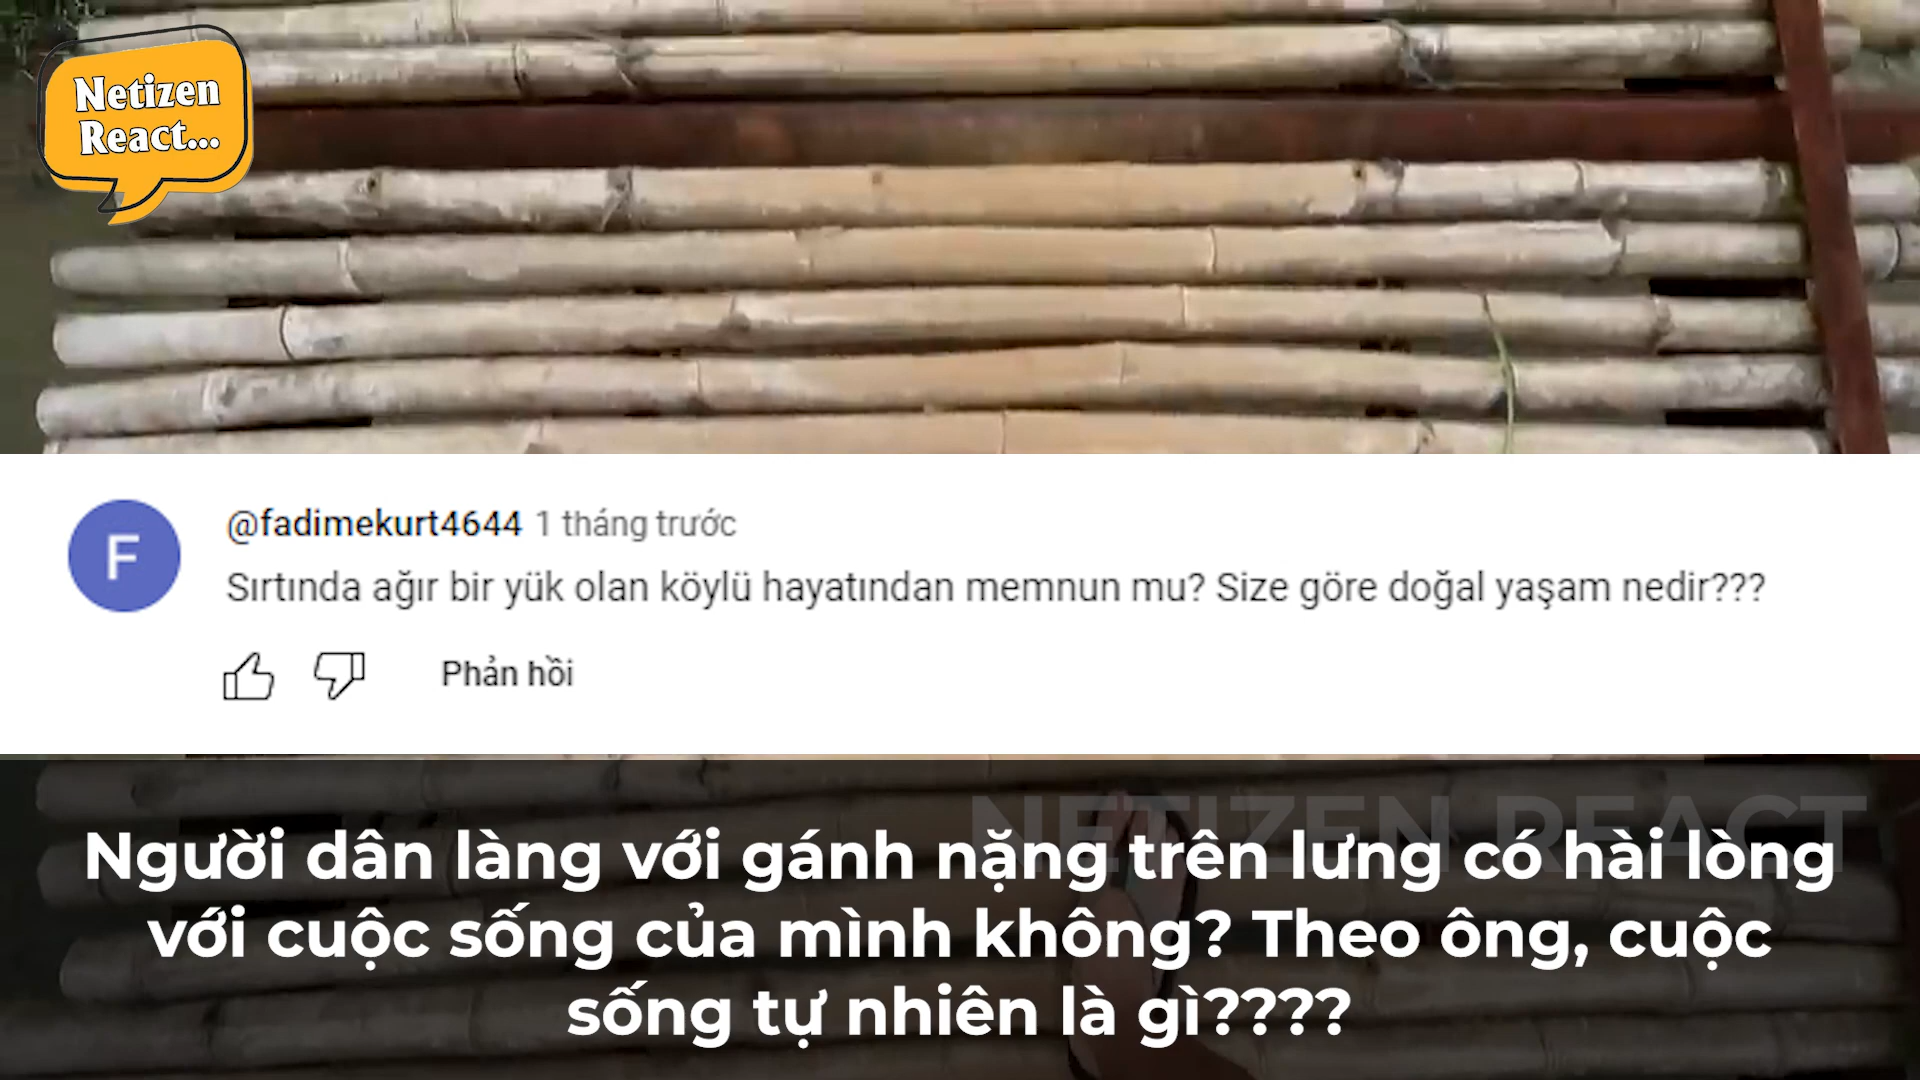 Netizen
React...
@fadimekurt4644 1 tháng trước
Sırtında ağır bir yük olan köylü hayatından memnun mu? Size göre doğal yaşam nedir???
Phản hồi
NETIZEN REACT
Người dân làng với gánh nặng trên lưng có hài lòng
với cuộc sống của mình không? Theo ông, cuộc
sống tự nhiên là gì????